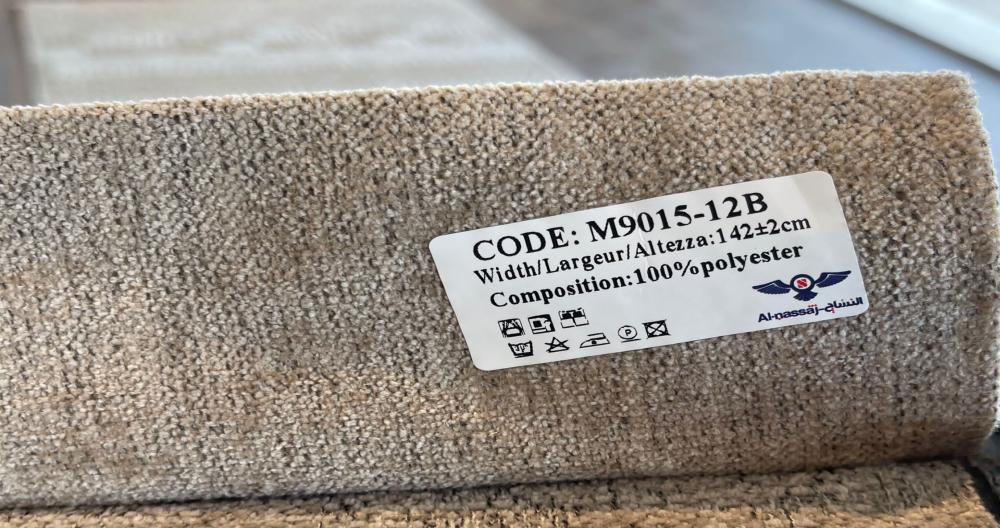 CODE: M9015-12B
Width/Largeur/Altezza:142±2cm
Composition:100%polyester
S
Al-nassaj-النساج
P